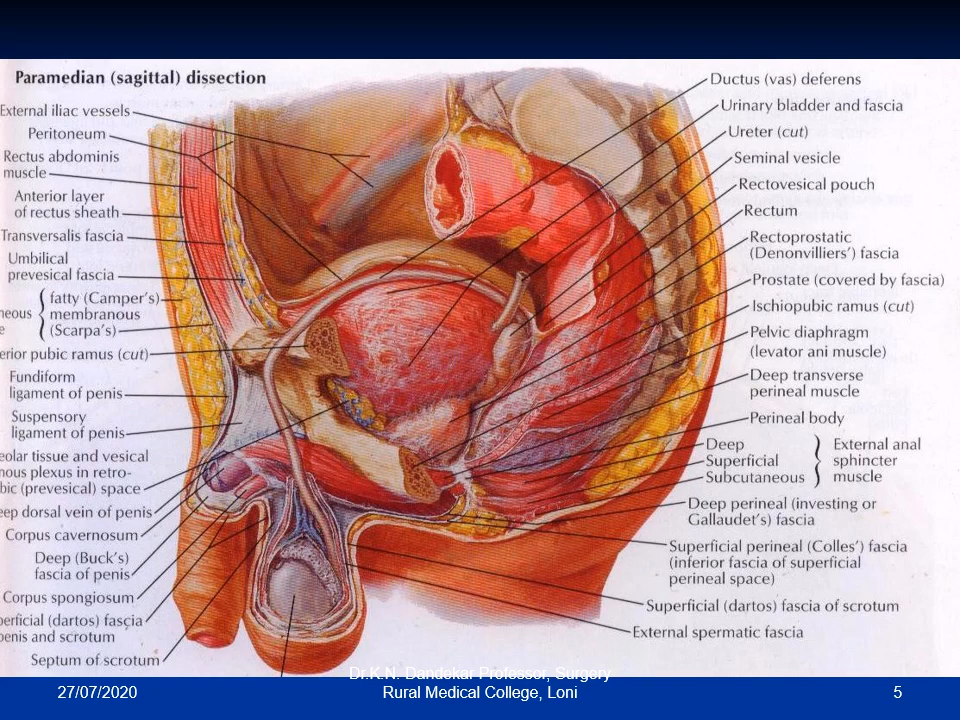 Paramedian (sagittal) dissection
External iliac vessels
Peritoneum
Rectus abdominis
muscle
Anterior layer
of rectus sheath
Transversalis fascia
Umbilical
prevesical fascia
neous
e
fatty (Camper's)
membranous
(Scarpa's)
erior pubic ramus (cut)
Fundiform
ligament of penis
Suspensory
ligament of penis
eolar tissue and vesical
nous plexus in retro-
bic (prevesical) space
eep dorsal vein of penis
Corpus cavernosum
Deep (Buck's)
fascia of penis
Corpus spongiosum
perficial (dartos) fascia
penis and scrotum
Septum of scrotum
Ductus (vas) deferens
Urinary bladder and fascia
Ureter (cut)
Seminal vesicle
Rectovesical pouch
Rectum
Rectoprostatic
(Denonvilliers') fascia
Prostate (covered by fascia)
Ischiopubic ramus (cut)
Pelvic diaphragm
(levator ani muscle)
Deep transverse
perineal muscle
Perineal body
Deep
Superficial
Subcutaneous
External anal
sphincter
muscle
Deep perineal (investing or
Gallaudet's) fascia
Superficial perineal (Colles') fascia
(inferior fascia of superficial
perineal space)
Superficial (dartos) fascia of scrotum
External spermatic fascia
27/07/2020
Dr.K.N. Dandekar Professor, Surgery
Rural Medical College, Loni
5